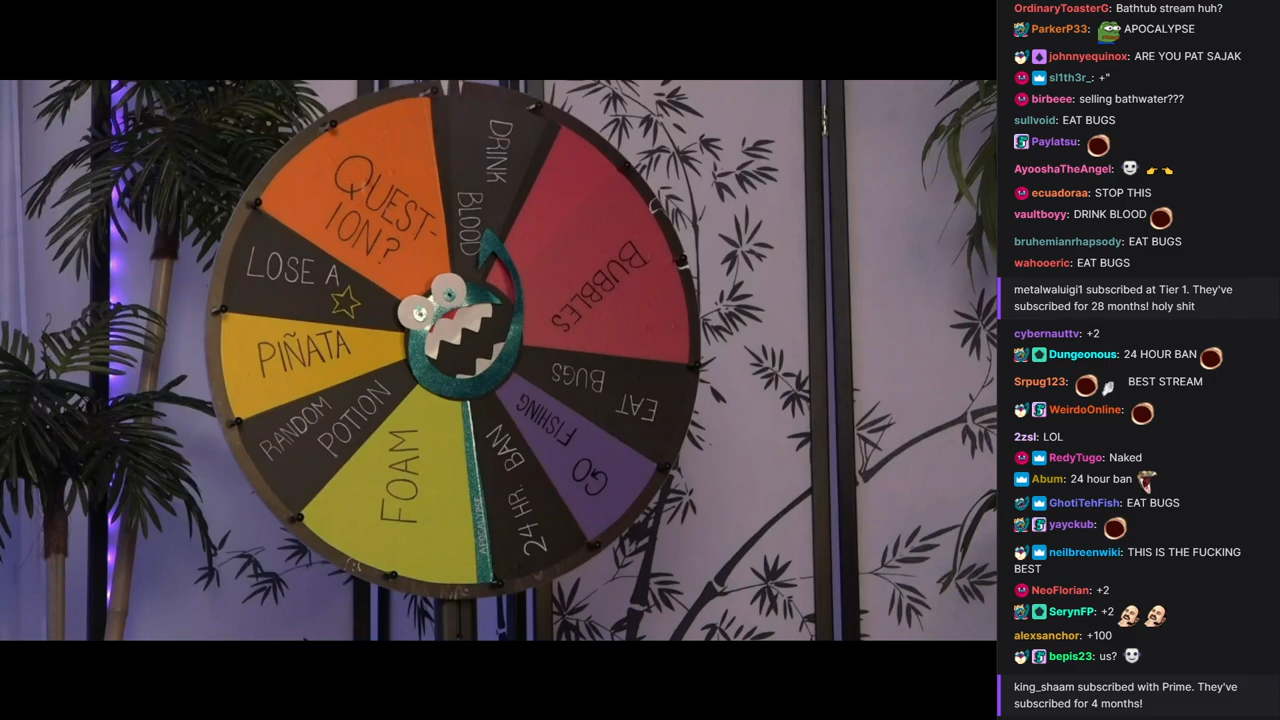 QUEST-
ION?
DRINK
BLOOD
BUBBLES
EAT
BUGS
GO FISHING
24 HR.
BAN
APOCALYPSE
FOAM
RANDOM
POTION
PIÑATA
LOSE A
OrdinaryToasterG: Bathtub stream huh?
ParkerP33: APOCALYPSE
johnnyequinox: ARE YOU PAT SAJAK
sl1th3r_: +"
birbeee: selling bathwater???
sullvoid: EAT BUGS
Paylatsu:
AyooshaTheAngel:
ecuadoraa: STOP THIS
vaultboyy: DRINK BLOOD
bruhemianrhapsody: EAT BUGS
wahooeric: EAT BUGS
metalwaluigi1 subscribed at Tier 1. They've
subscribed for 28 months! holy shit
cybernauttv: +2
Dungeonous: 24 HOUR BAN
Srpug123: BEST STREAM
WeirdoOnline:
2zsl: LOL
RedyTugo: Naked
Abum: 24 hour ban
GhotiTehFish: EAT BUGS
yayckub:
neilbreenwiki: THIS IS THE FUCKING
BEST
NeoFlorian: +2
SerynFP: +2
alexsanchor: +100
bepis23: us?
king_shaam subscribed with Prime. They've
subscribed for 4 months!